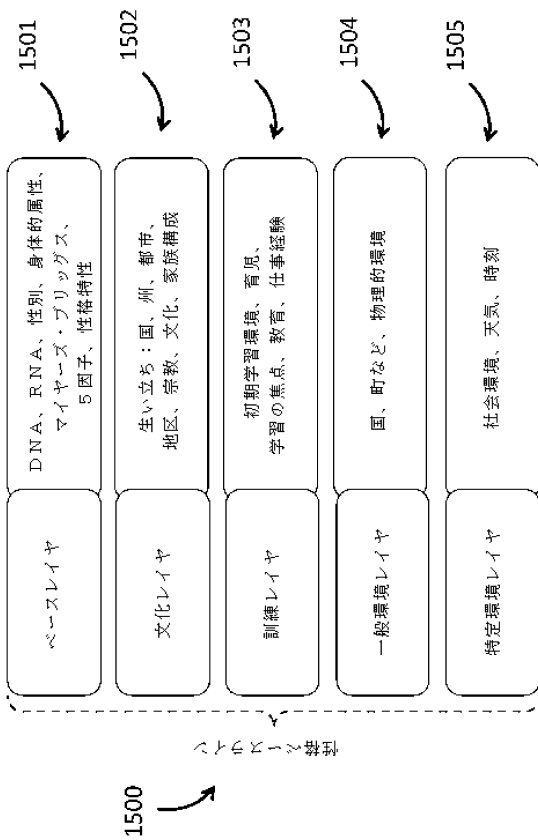 1500
性格ベースライン
ベースレイヤ
DNA、RNA、性別、身体的属性、
マイヤーズ・ブリッグス、
5因子、性格特性
1501
文化レイヤ
生い立ち:国、州、都市、
地区、宗教、文化、家族構成
1502
訓練レイヤ
初期学習環境、育児、
学習の焦点、教育、仕事経験
1503
一般環境レイヤ
国、町など、物理的環境
1504
特定環境レイヤ
社会環境、天気、時刻
1505